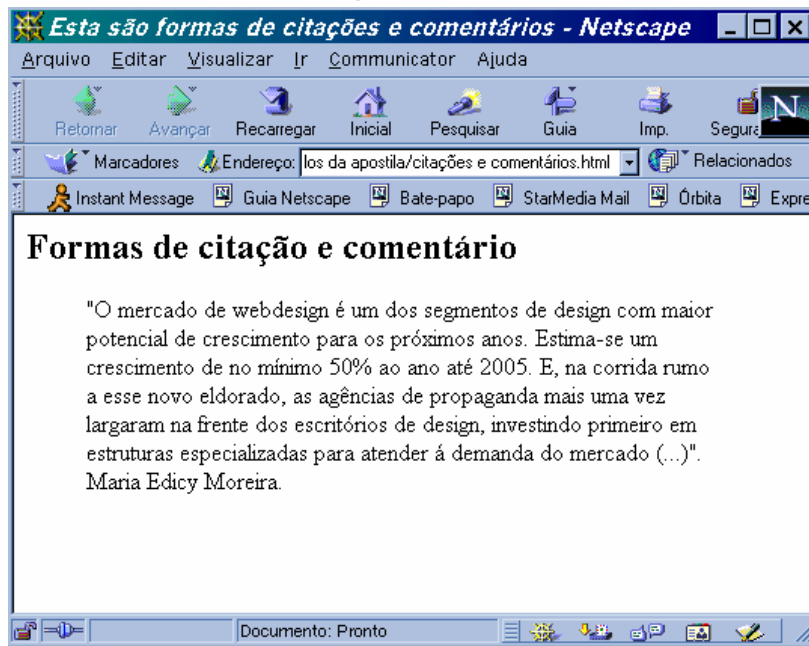 Esta são formas de citações e comentários - Netscape
Arquivo Editar Visualizar Ir Communicator Ajuda
Retornar Avançar Recarregar Inicial Pesquisar Guia Imp. Segura
N
Marcadores Endereço: los da apostila/citações e comentários.html Relacionados
Instant Message Guia Netscape Bate-papo StarMedia Mail Órbita Expre
Formas de citação e comentário
"O mercado de webdesign é um dos segmentos de design com maior
potencial de crescimento para os próximos anos. Estima-se um
crescimento de no mínimo 50% ao ano até 2005. E, na corrida rumo
a esse novo eldorado, as agências de propaganda mais uma vez
largaram na frente dos escritórios de design, investindo primeiro em
estruturas especializadas para atender á demanda do mercado (...)".
Maria Edicy Moreira.
Documento: Pronto